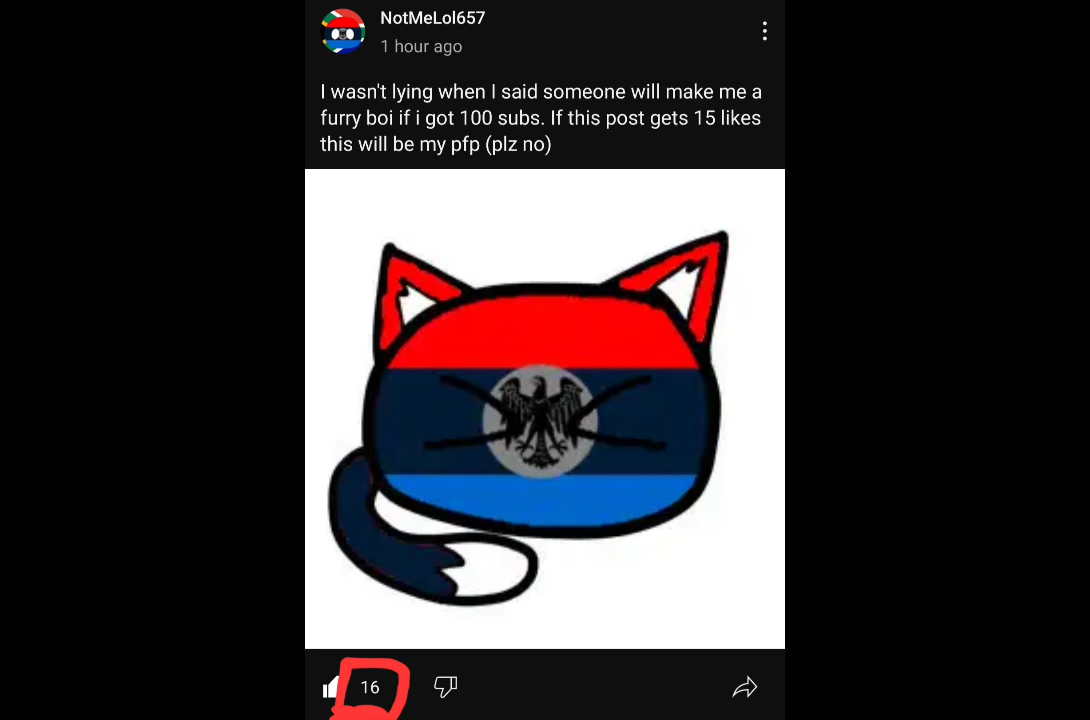 NotMeLol657
1 hour ago
I wasn't lying when I said someone will make me a
furry boi if i got 100 subs. If this post gets 15 likes
this will be my pfp (plz no)
16